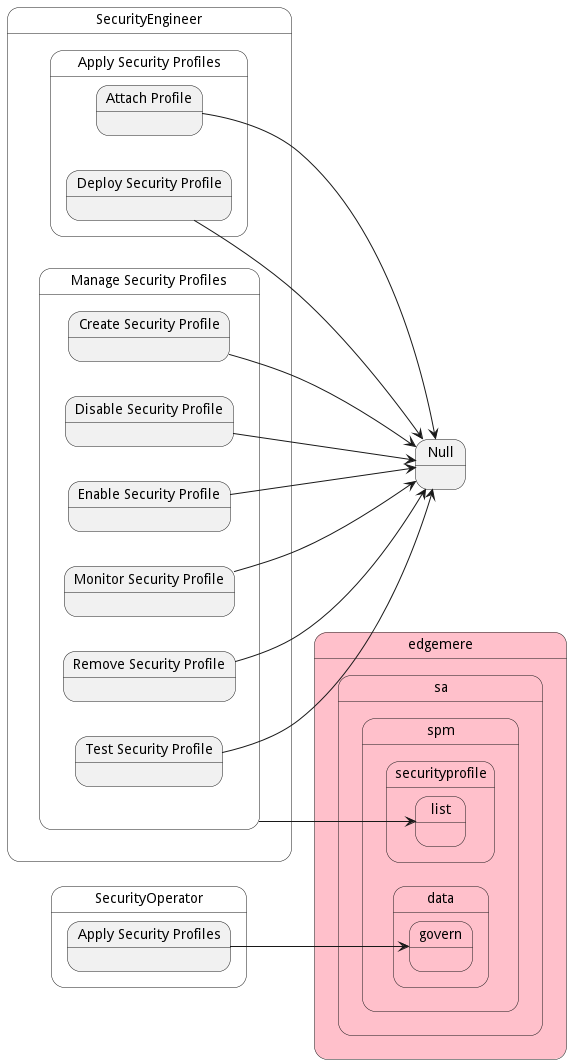 SecurityEngineer
Apply Security Profiles
Attach Profile
Deploy Security Profile
Manage Security Profiles
Create Security Profile
Disable Security Profile
Enable Security Profile
Monitor Security Profile
Remove Security Profile
Test Security Profile
Null
edgemere
sa
spm
securityprofile
list
data
govern
SecurityOperator
Apply Security Profiles